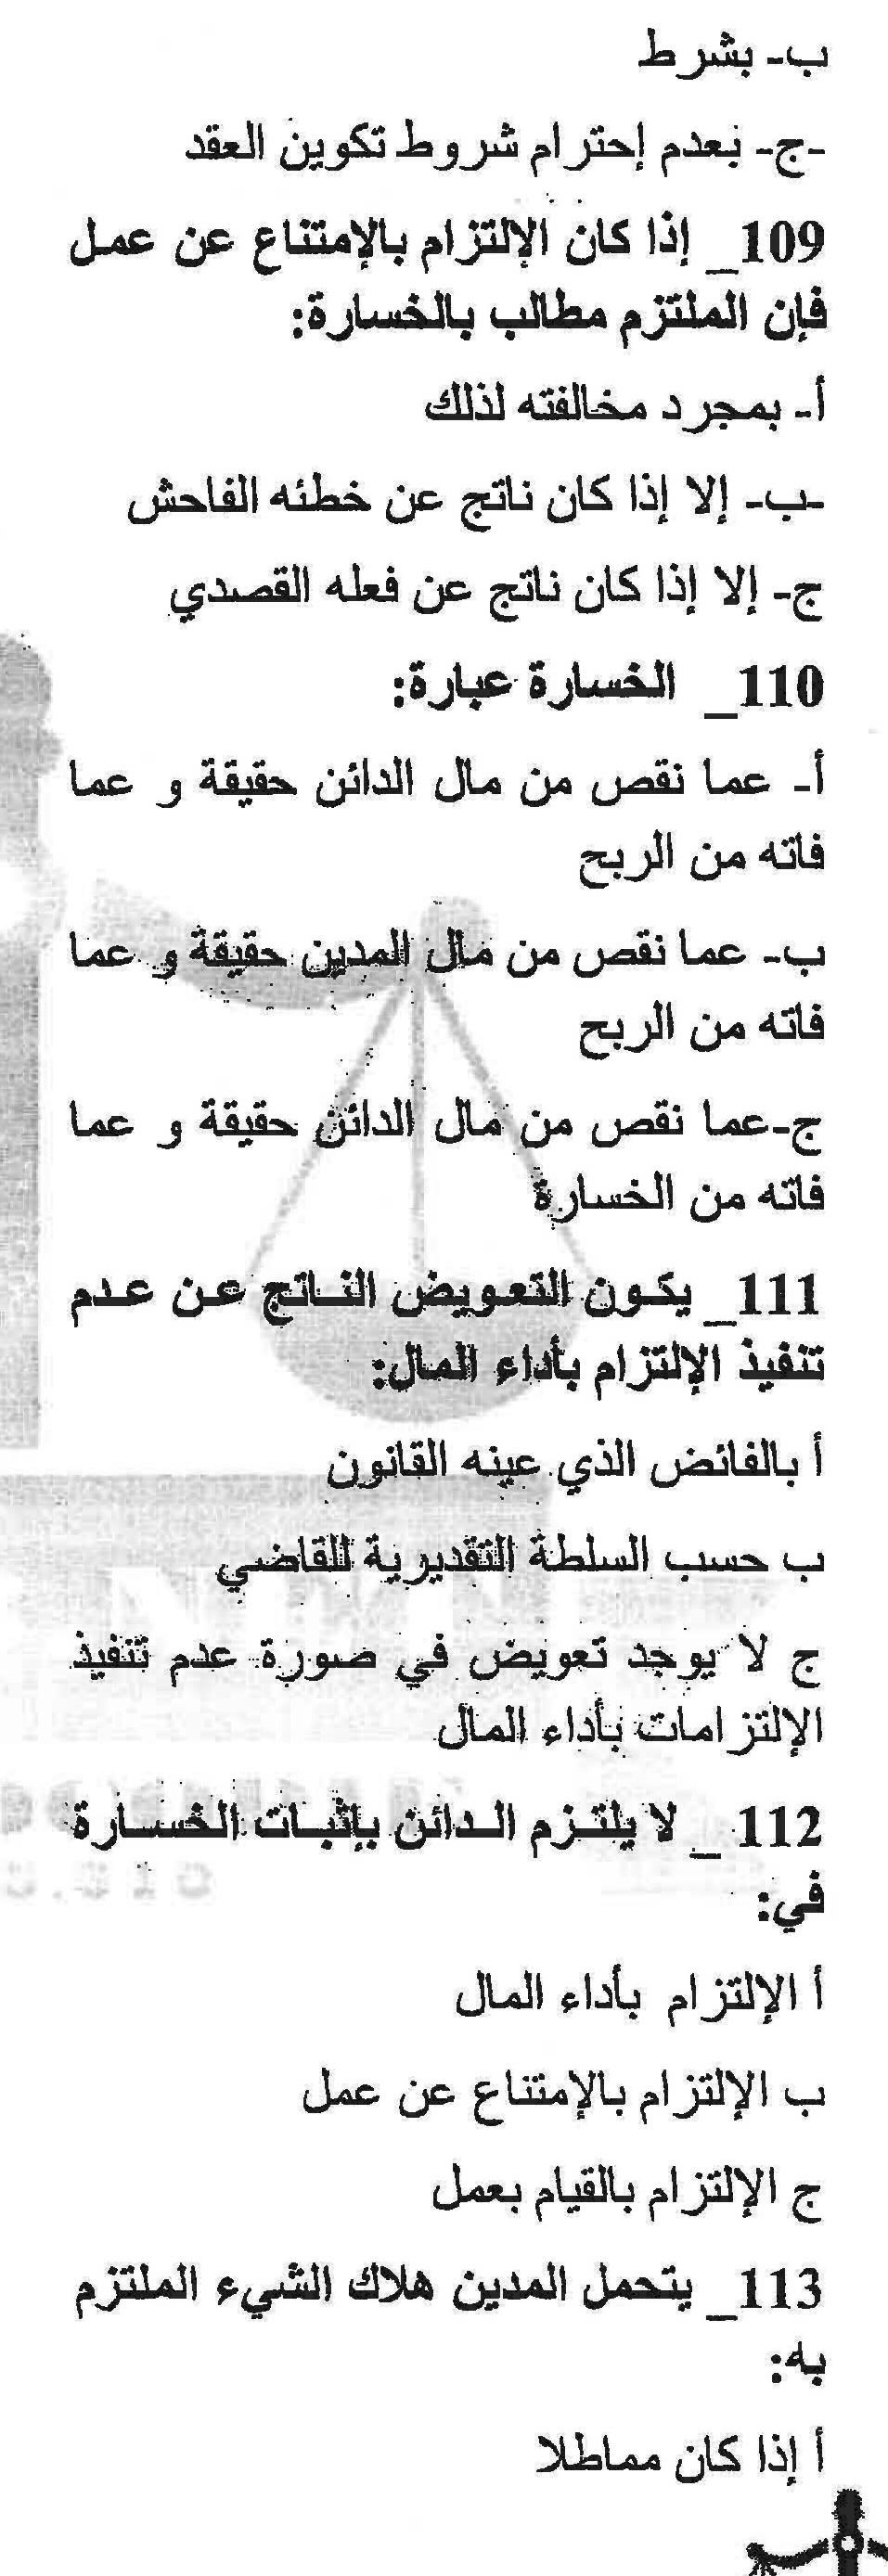 ب- بشرط
-ج- بعدم إحترام شروط تكوين العقد
109_ إذا كان الإلتزام بالإمتناع عن عمل
فإن الملتزم مطالب بالخسارة:
أ- بمجرد مخالفته لذلك
-ب- إلا إذا كان ناتج عن خطئه الفاحش
ج- إلا إذا كان ناتج عن فعله القصدي
110_ الخسارة عبارة:
أ- عما نقص من مال الدائن حقيقة و عما
فاته من الربح
ب- عما نقص من مال المدين حقيقة و عما
فاته من الربح
ج-عما نقص من مال الدائن حقيقة و عما
فاته من الخسارة
111_ يكون التعويض الناتج عن عدم
تنفيذ الإلتزام بأداء المال:
أ بالفائض الذي عينه القانون
ب حسب السلطة التقديرية للقاضي
ج لا يوجد تعويض في صورة عدم تنفيذ
الإلتزامات بأداء المال
112_ لا يلتزم الدائن بإثبات الخسارة
في:
أ الإلتزام بأداء المال
ب الإلتزام بالإمتناع عن عمل
ج الإلتزام بالقيام بعمل
113_ يتحمل المدين هلاك الشيء الملتزم
به:
أ إذا كان مماطلا